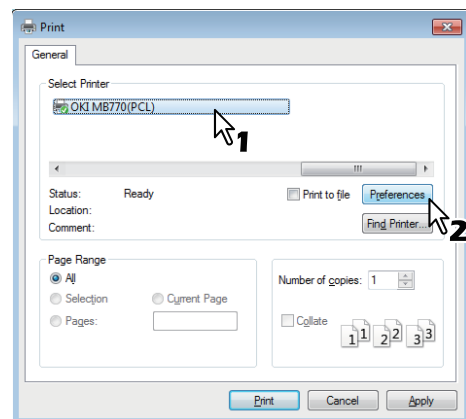 Print
General
Select Printer
OKI MB770(PCL)
1
Status: Ready
Print to file Preferences
Location:
Comment:
Find Printer...
2
Page Range
All
Selection Current Page
Pages:
Number of copies: 1
Collate
1 1 2 2 3 3
Print Cancel Apply